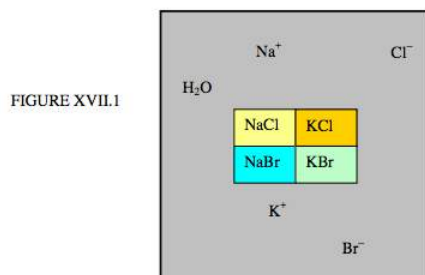 Na⁺
Cl⁻
H₂O
FIGURE XVII.1
NaCl KCl
NaBr KBr
K⁺
Br⁻